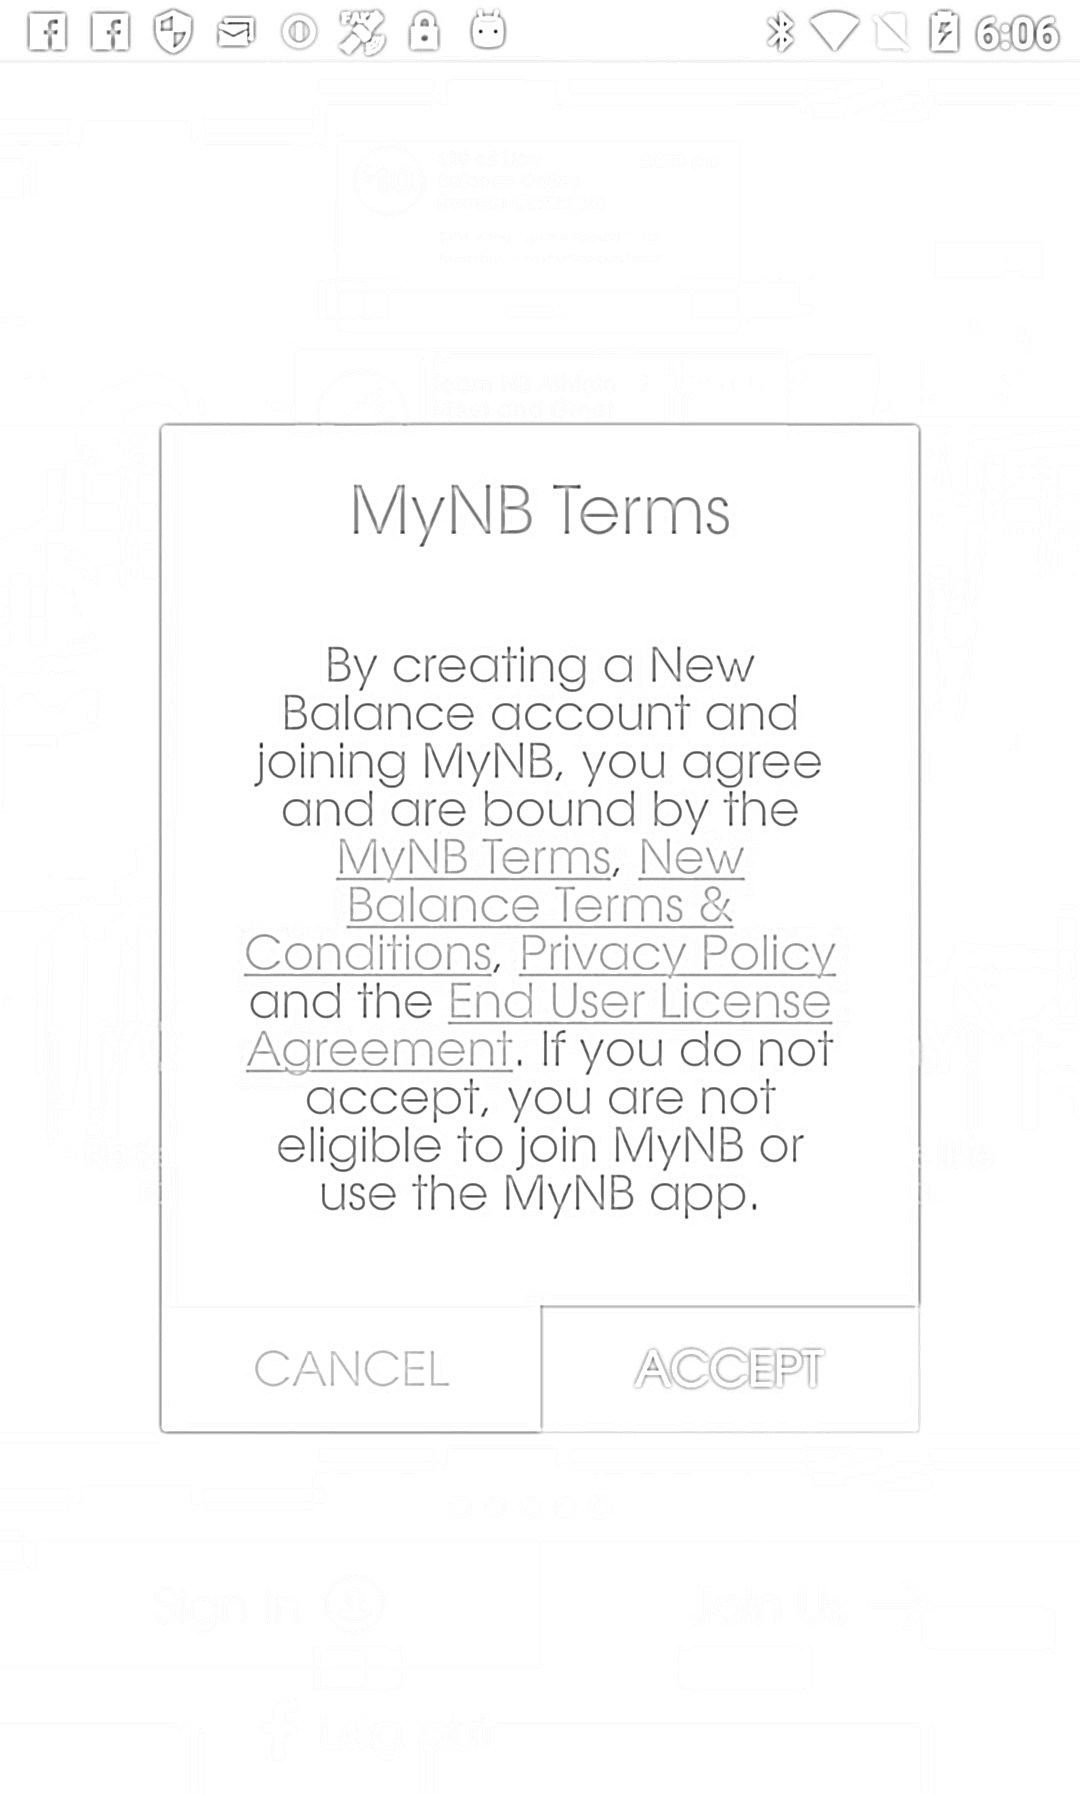 6:06
MyNB Terms
By creating a New
Balance account and
joining MyNB, you agree
and are bound by the
MyNB Terms, New
Balance Terms &
Conditions, Privacy Policy
and the End User License
Agreement. If you do not
accept, you are not
eligible to join MyNB or
use the MyNB app.
CANCEL ACCEPT
Sign In